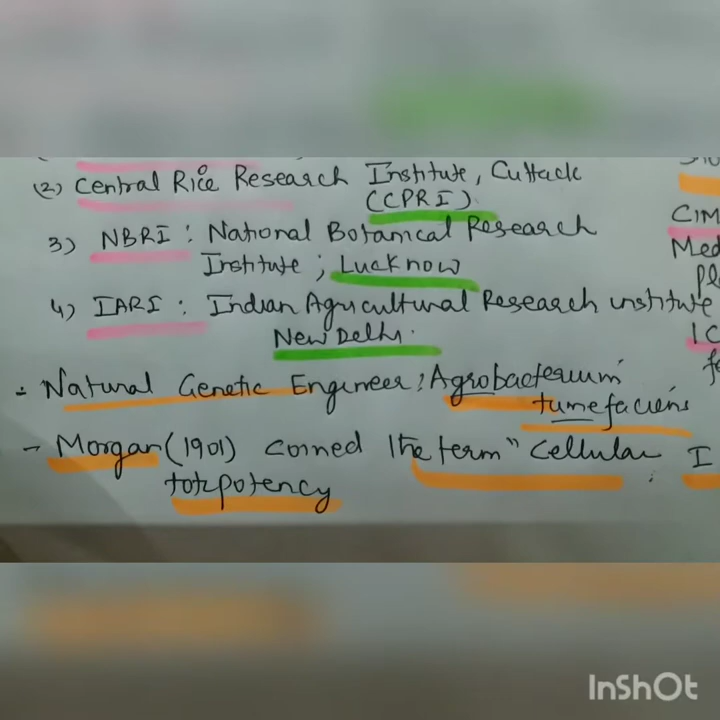 (2) Central Rice Research Institute, Cuttack
(CPRI).
3) NBRI : National Botanical Research
Institute ; Lucknow
4) IARI : Indian Agricultural Research institute
New Delhi.
- Natural Genetic Engineer ; Agrobacterium
tumefaciens
- Morgan (1901) coined the term " Cellular
totipotency
CIM
Med
Pl
IC
fo
I
InShOt